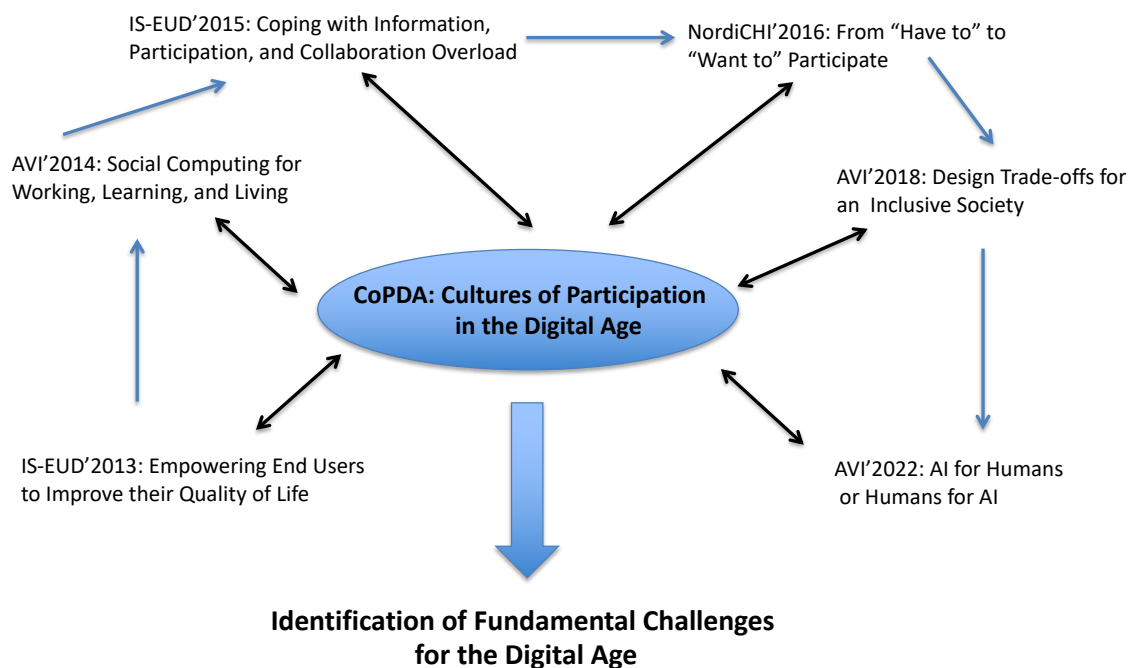 IS-EUD’2015: Coping with Information,
Participation, and Collaboration Overload
NordiCHI’2016: From “Have to” to
“Want to” Participate
AVI’2014: Social Computing for
Working, Learning, and Living
AVI’2018: Design Trade-offs for
an Inclusive Society
CoPDA: Cultures of Participation
in the Digital Age
IS-EUD’2013: Empowering End Users
to Improve their Quality of Life
AVI’2022: AI for Humans
or Humans for AI
Identification of Fundamental Challenges
for the Digital Age